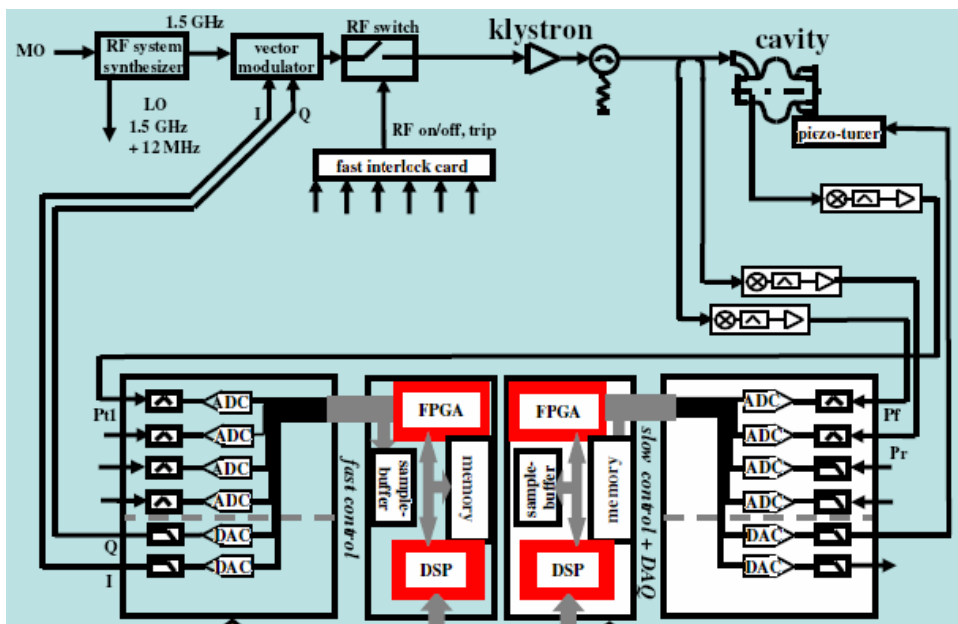 1.5 GHz
RF switch
klystron
cavity
MO
RF system
synthesizer
vector
modulator
LO
1.5 GHz
+ 12 MHz
I
Q
RF on/off, trip
fast interlock card
piezo-tuner
Pt1
ADC
ADC
ADC
ADC
DAC
DAC
Q
I
fast control
FPGA
sample-
buffer
memory
DSP
FPGA
sample-
buffer
memory
DSP
slow control + DAQ
ADC
ADC
ADC
ADC
DAC
DAC
Pf
Pr